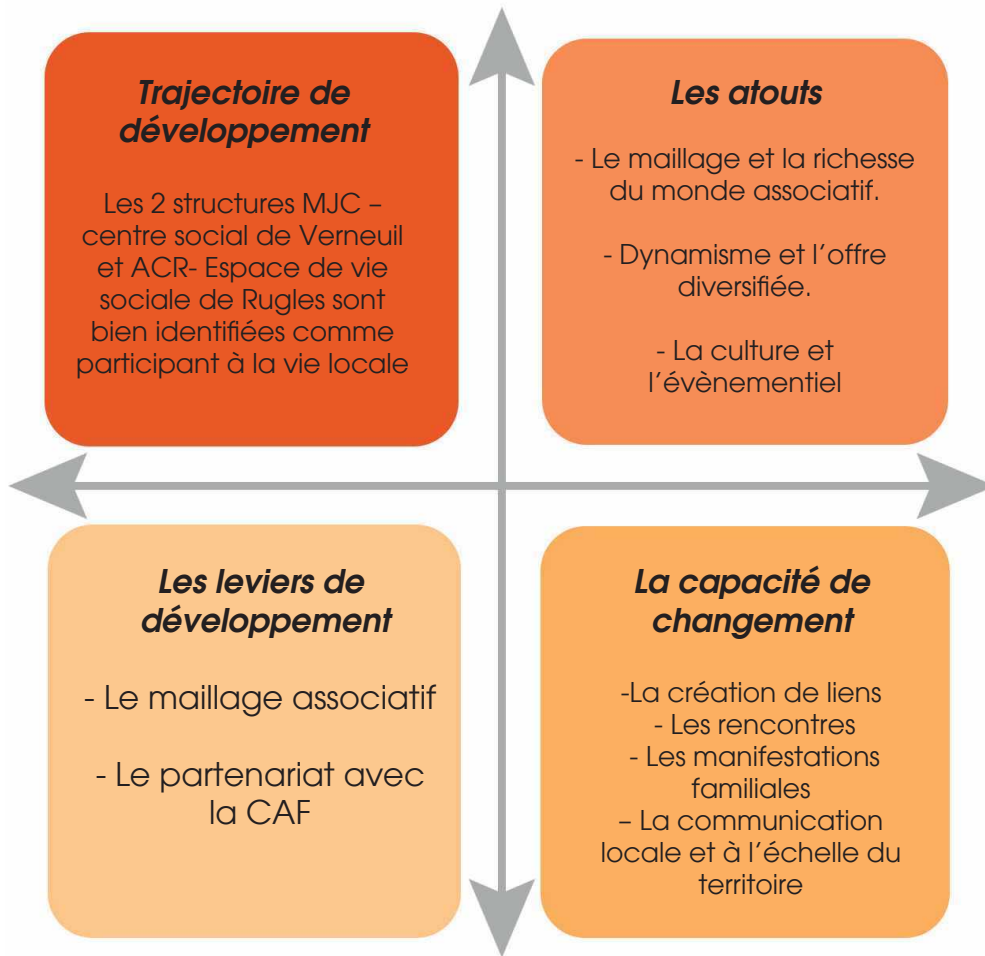 Trajectoire de
développement
Les 2 structures MJC –
centre social de Verneuil
et ACR- Espace de vie
sociale de Rugles sont
bien identifiées comme
participant à la vie locale
Les atouts
- Le maillage et la richesse
du monde associatif.
- Dynamisme et l'offre
diversifiée.
- La culture et
l'évènementiel
Les leviers de
développement
- Le maillage associatif
- Le partenariat avec
la CAF
La capacité de
changement
-La création de liens
- Les rencontres
- Les manifestations
familiales
– La communication
locale et à l'échelle du
territoire